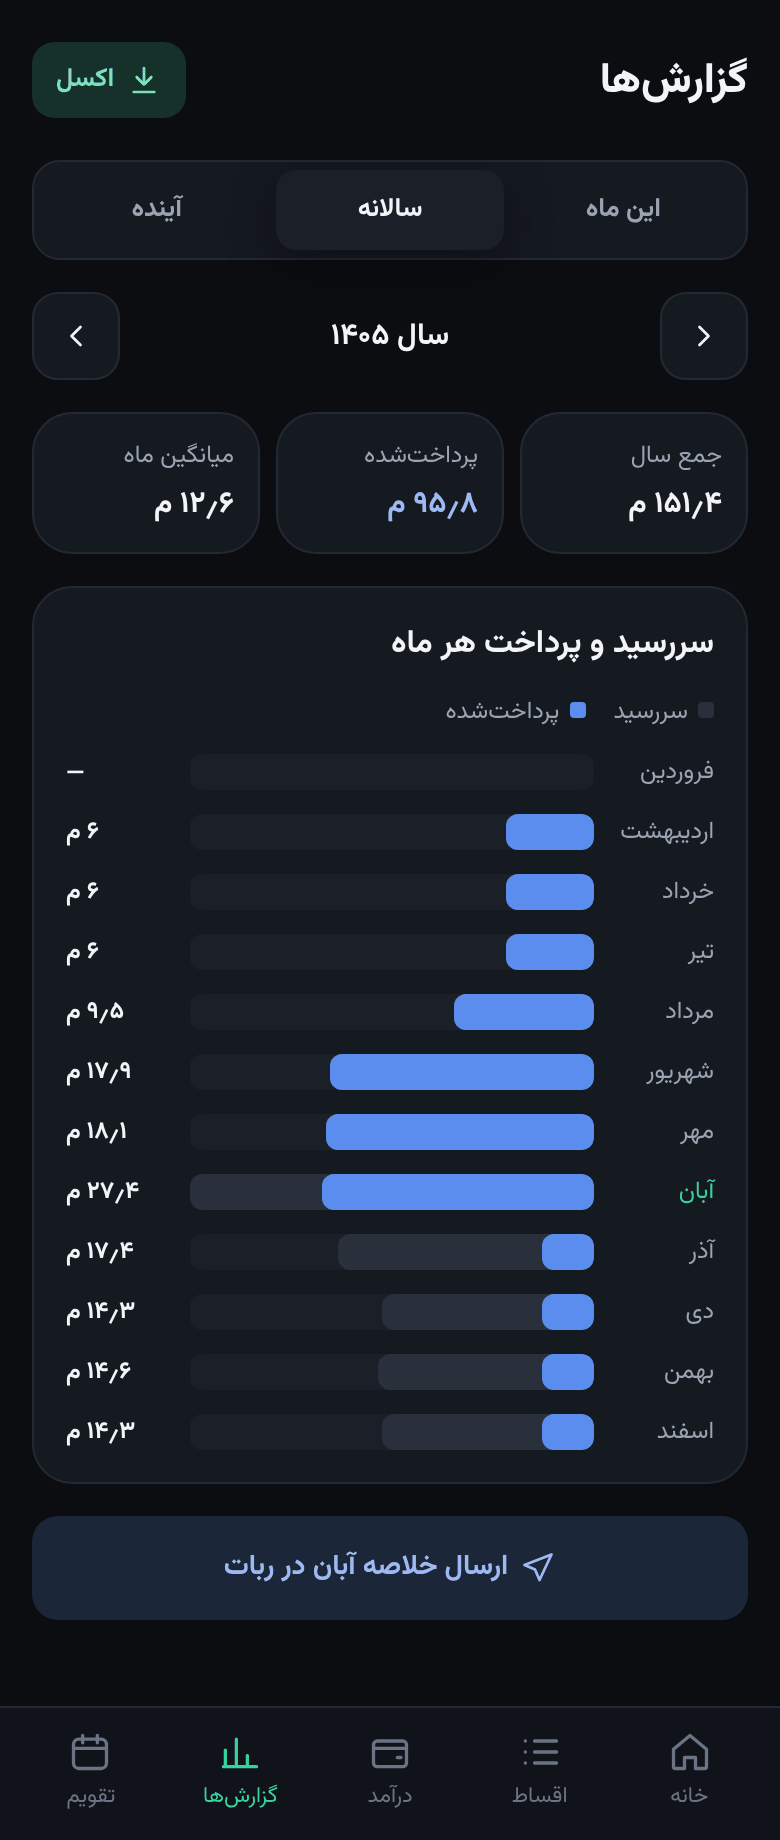 گزارش‌ها
اکسل
این ماه
سالانه
آینده
سال ۱۴۰۵
جمع سال
۱۵۱٫۴ م
پرداخت‌شده
۹۵٫۸ م
میانگین ماه
۱۲٫۶ م
سررسید و پرداخت هر ماه
سررسید
پرداخت‌شده
فروردین —
اردیبهشت ۶ م
خرداد ۶ م
تیر ۶ م
مرداد ۹٫۵ م
شهریور ۱۷٫۹ م
مهر ۱۸٫۱ م
آبان ۲۷٫۴ م
آذر ۱۷٫۴ م
دی ۱۴٫۳ م
بهمن ۱۴٫۶ م
اسفند ۱۴٫۳ م
ارسال خلاصه آبان در ربات
خانه
اقساط
درآمد
گزارش‌ها
تقویم